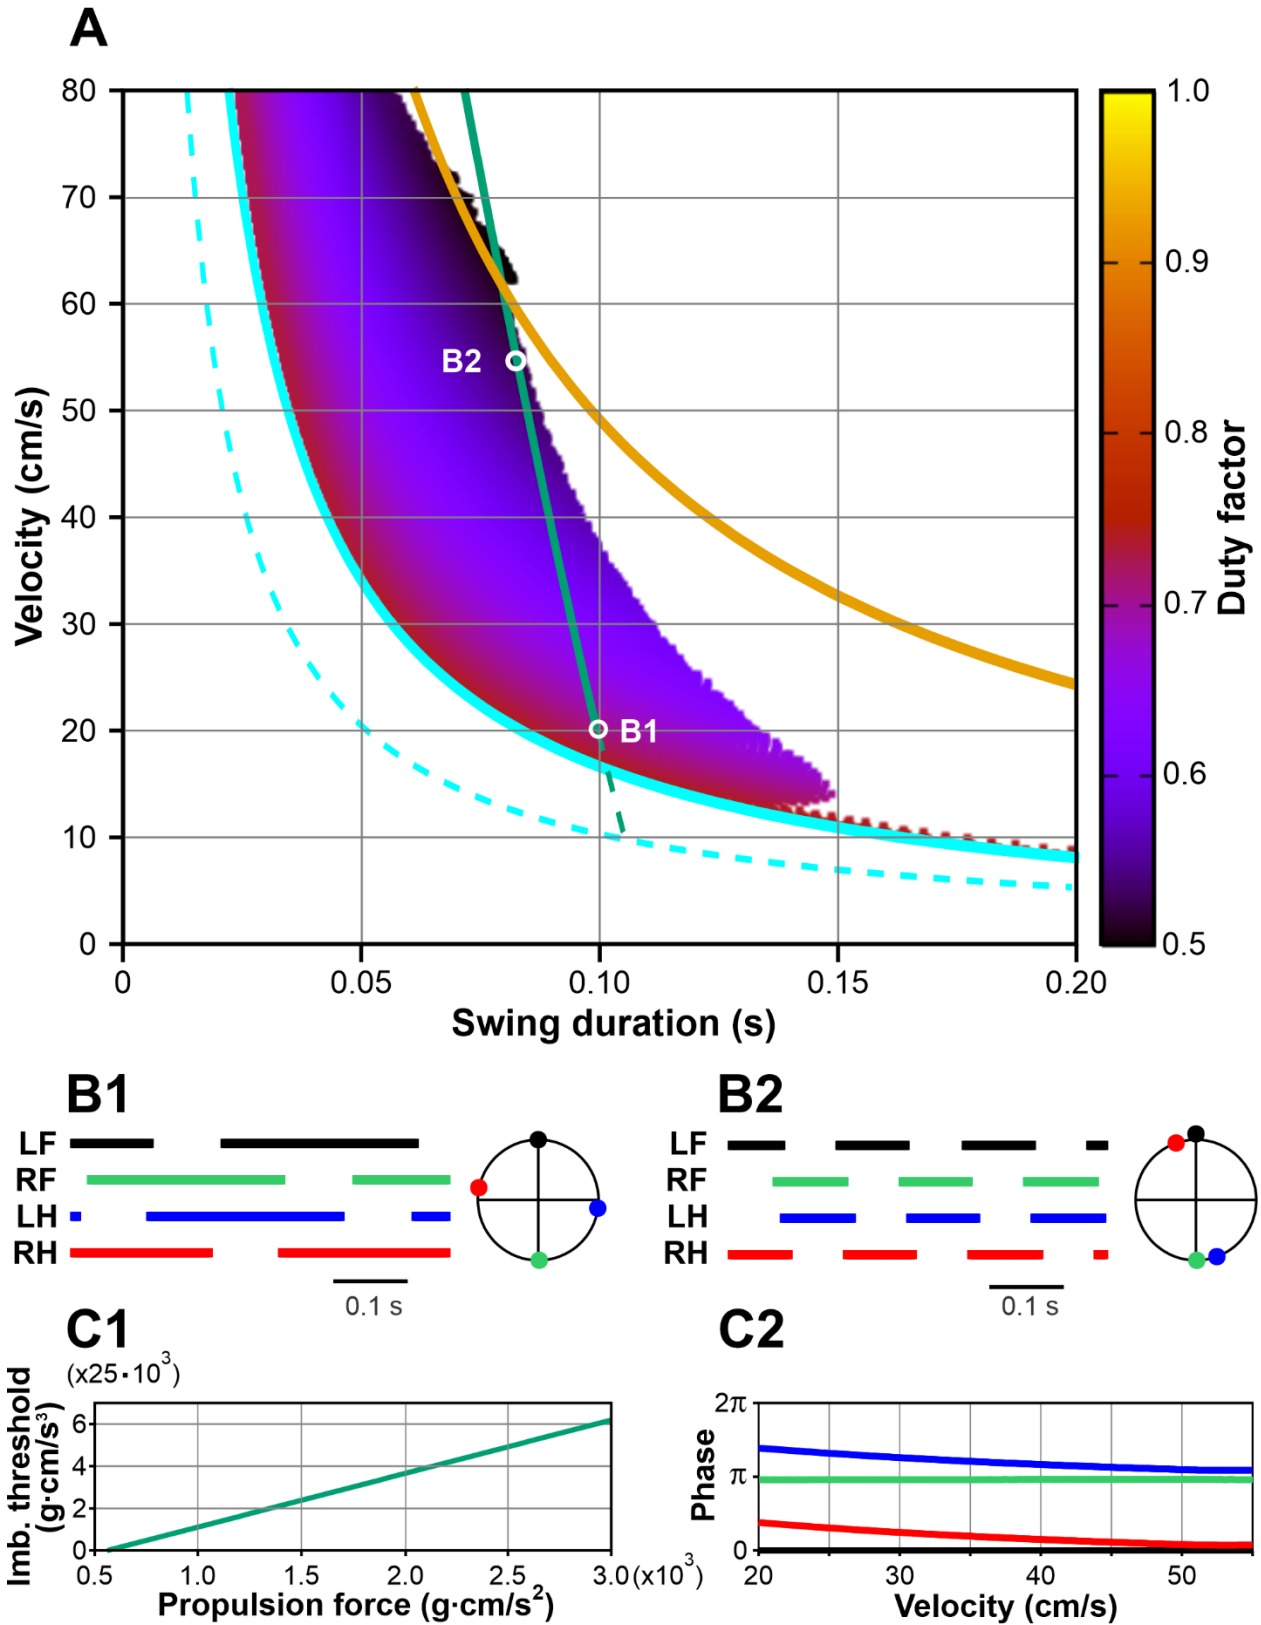 A
80
70
60
50
40
30
20
10
0
Velocity (cm/s)
B2
B1
0 0.05 0.10 0.15 0.20
Swing duration (s)
1.0
0.9
0.8
0.7
0.6
0.5
Duty factor
B1
LF
RF
LH
RH
0.1 s
B2
LF
RF
LH
RH
0.1 s
C1
(x25·10³)
Imb. threshold
(g·cm/s³)
6
4
2
0
0.5 1.0 1.5 2.0 2.5 3.0 (x10³)
Propulsion force (g·cm/s²)
C2
Phase
2π
π
0
20 30 40 50
Velocity (cm/s)